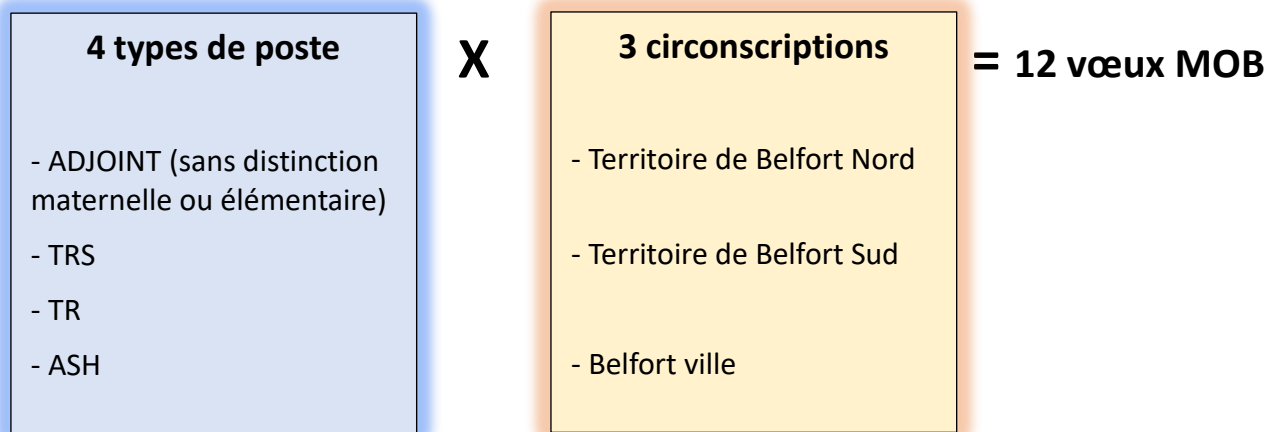 4 types de poste
X
3 circonscriptions
= 12 vœux MOB
- ADJOINT (sans distinction
maternelle ou élémentaire)
- TRS
- TR
- ASH
- Territoire de Belfort Nord
- Territoire de Belfort Sud
- Belfort ville